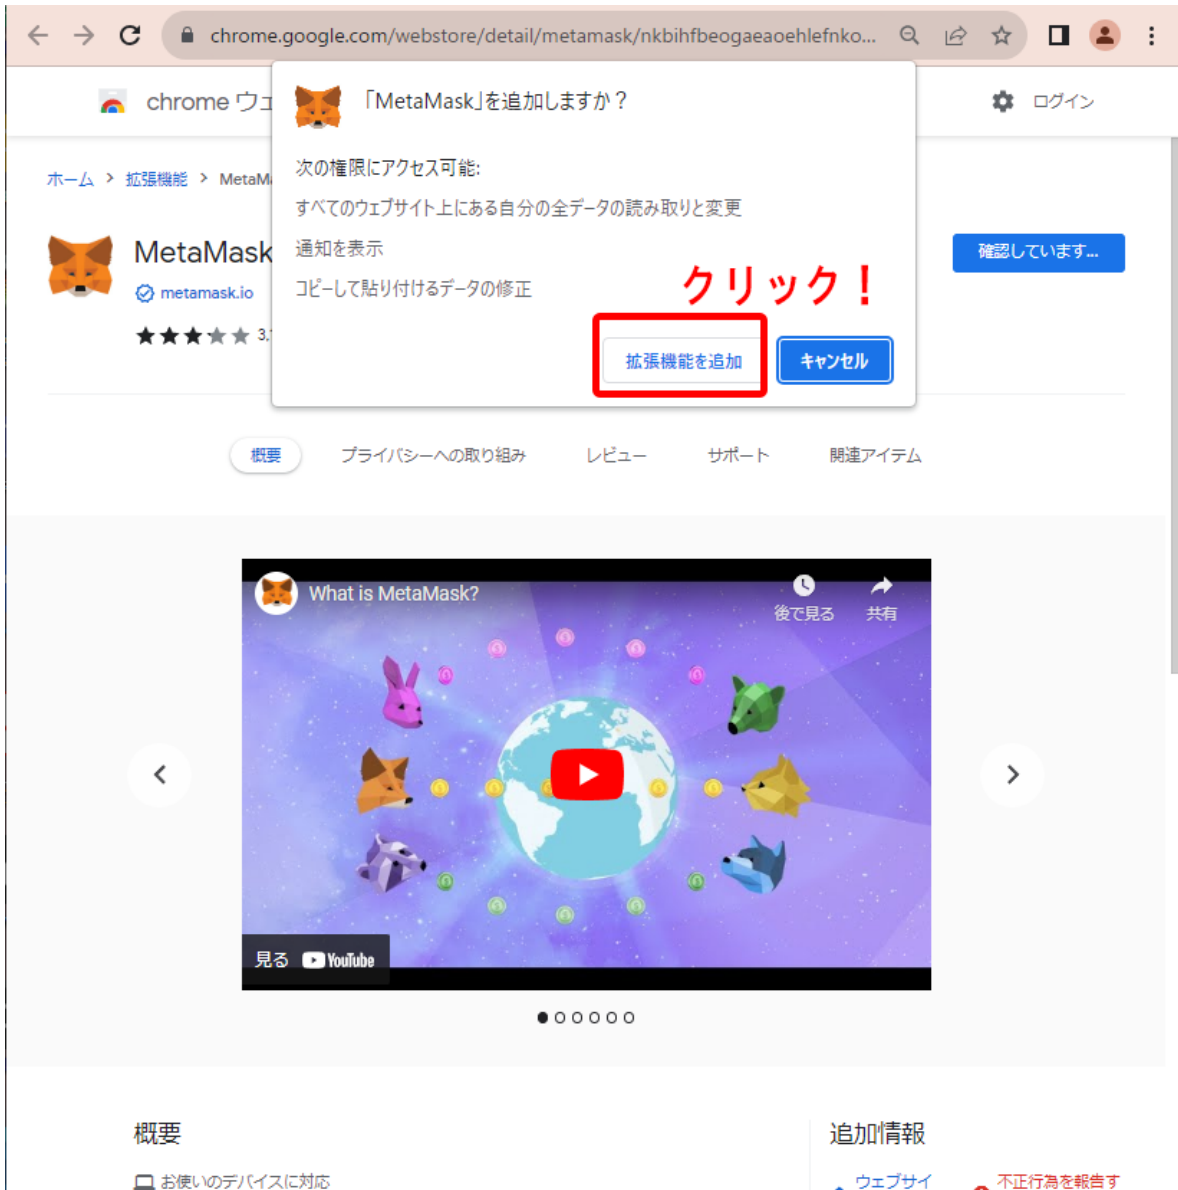 chrome.google.com/webstore/detail/metamask/nkbihfbeogaeaoehlefnko...
chrome ウェ
ログイン
「MetaMask」を追加しますか？
次の権限にアクセス可能:
すべてのウェブサイト上にある自分の全データの読み取りと変更
通知を表示
コピーして貼り付けるデータの修正
クリック！
拡張機能を追加
キャンセル
ホーム > 拡張機能 > MetaMa
MetaMask
確認しています...
metamask.io
3,
概要
プライバシーへの取り組み
レビュー
サポート
関連アイテム
What is MetaMask?
後で見る
共有
見る YouTube
概要
追加情報
お使いのデバイスに対応
ウェブサイ
不正行為を報告す